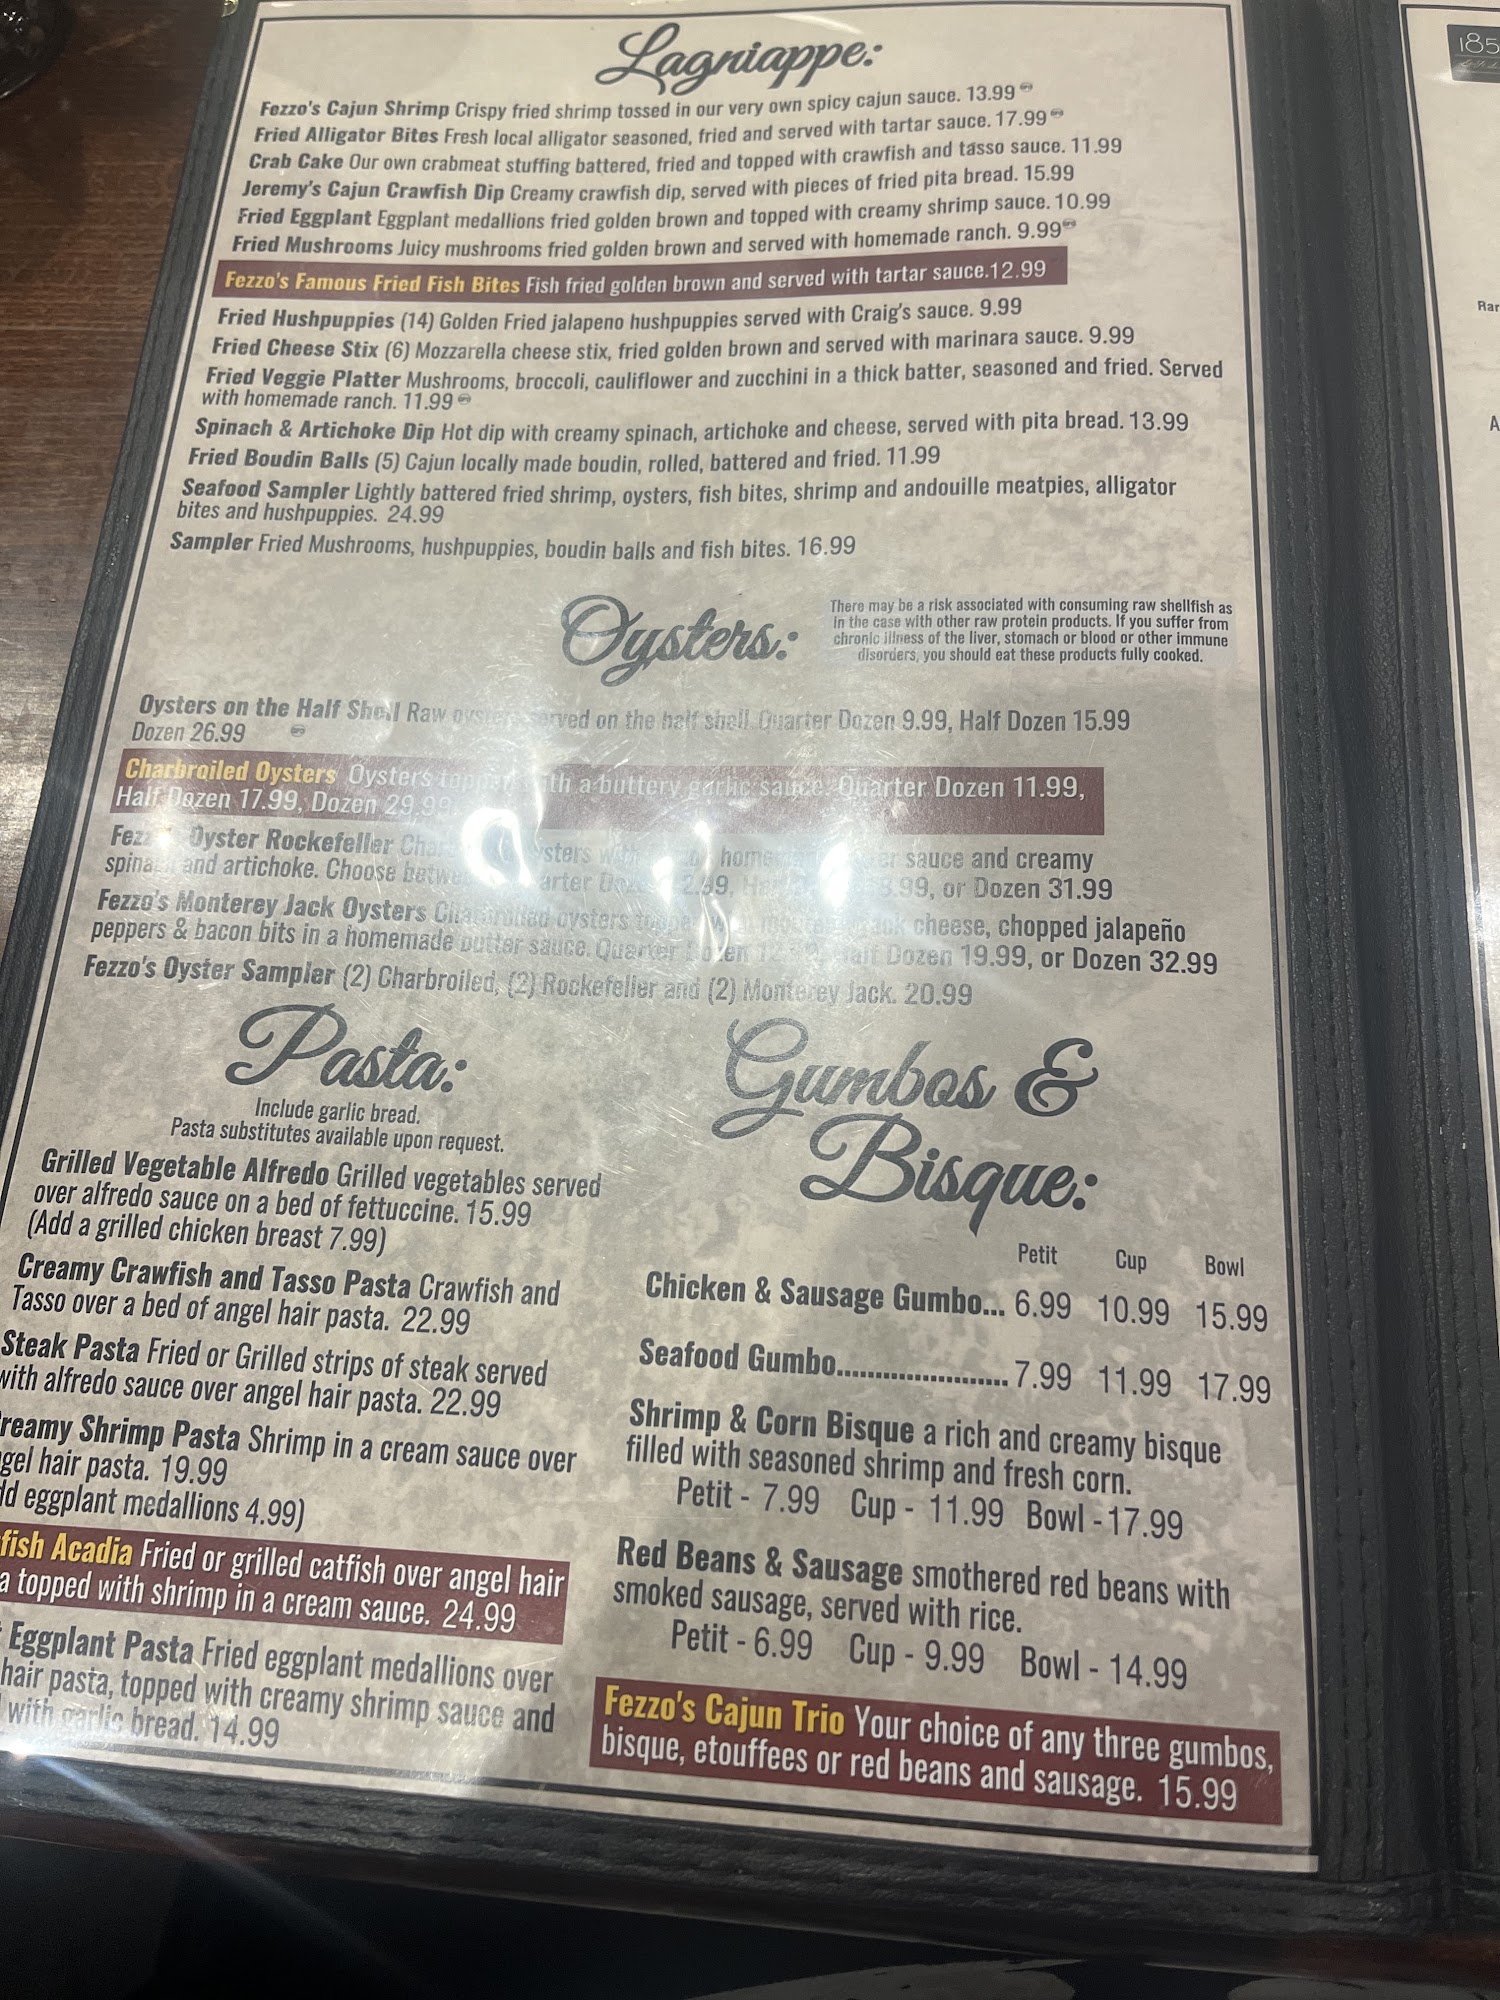 Lagniappe:
Fezzo's Cajun Shrimp Crispy fried shrimp tossed in our very own spicy cajun sauce. 13.99
Fried Alligator Bites Fresh local alligator seasoned, fried and served with tartar sauce. 17.99
Crab Cake Our own crabmeat stuffing battered, fried and topped with crawfish and tasso sauce. 11.99
Jeremy's Cajun Crawfish Dip Creamy crawfish dip, served with pieces of fried pita bread. 15.99
Fried Eggplant Eggplant medallions fried golden brown and topped with creamy shrimp sauce. 10.99
Fried Mushrooms Juicy mushrooms fried golden brown and served with homemade ranch. 9.99
Fezzo's Famous Fried Fish Bites Fish fried golden brown and served with tartar sauce.12.99
Fried Hushpuppies (14) Golden Fried jalapeno hushpuppies served with Craig's sauce. 9.99
Fried Cheese Stix (6) Mozzarella cheese stix, fried golden brown and served with marinara sauce. 9.99
Fried Veggie Platter Mushrooms, broccoli, cauliflower and zucchini in a thick batter, seasoned and fried. Served
with homemade ranch. 11.99
Spinach & Artichoke Dip Hot dip with creamy spinach, artichoke and cheese, served with pita bread. 13.99
Fried Boudin Balls (5) Cajun locally made boudin, rolled, battered and fried. 11.99
Seafood Sampler Lightly battered fried shrimp, oysters, fish bites, shrimp and andouille meatpies, alligator
bites and hushpuppies. 24.99
Sampler Fried Mushrooms, hushpuppies, boudin balls and fish bites. 16.99
Oysters:
There may be a risk associated with consuming raw shellfish as
in the case with other raw protein products. If you suffer from
chronic illness of the liver, stomach or blood or other immune
disorders, you should eat these products fully cooked.
Oysters on the Half Shell Raw oysters served on the half shell. Quarter Dozen 9.99, Half Dozen 15.99
Dozen 26.99
Charbroiled Oysters Oysters topped with a buttery garlic sauce. Quarter Dozen 11.99,
Half Dozen 17.99, Dozen 29,99
Oyster Rockefeller sauce and creamy
and artichoke. Choose or Dozen 31.99
Fezzo's Monterey Jack Oysters Charbroiled oysters cheese, chopped jalapeño
peppers & bacon bits in a homemade butter sauce. Quarter Dozen Half Dozen 19.99, or Dozen 32.99
Fezzo's Oyster Sampler (2) Charbroiled, (2) Rockefeller and (2) Monterey Jack. 20.99
Pasta:
Include garlic bread.
Pasta substitutes available upon request.
Grilled Vegetable Alfredo Grilled vegetables served
over alfredo sauce on a bed of fettuccine. 15.99
(Add a grilled chicken breast 7.99)
Creamy Crawfish and Tasso Pasta Crawfish and
Tasso over a bed of angel hair pasta. 22.99
Steak Pasta Fried or Grilled strips of steak served
with alfredo sauce over angel hair pasta. 22.99
reamy Shrimp Pasta Shrimp in a cream sauce over
gel hair pasta. 19.99
dd eggplant medallions 4.99)
fish Acadia Fried or grilled catfish over angel hair
a topped with shrimp in a cream sauce. 24.99
Eggplant Pasta Fried eggplant medallions over
hair pasta, topped with creamy shrimp sauce and
with garlic bread. 14.99
Gumbos &
Bisque:
Petit Cup Bowl
Chicken & Sausage Gumbo... 6.99 10.99 15.99
Seafood Gumbo....................... 7.99 11.99 17.99
Shrimp & Corn Bisque a rich and creamy bisque
filled with seasoned shrimp and fresh corn.
Petit - 7.99 Cup - 11.99 Bowl - 17.99
Red Beans & Sausage smothered red beans with
smoked sausage, served with rice.
Petit - 6.99 Cup - 9.99 Bowl - 14.99
Fezzo's Cajun Trio Your choice of any three gumbos,
bisque, etouffees or red beans and sausage. 15.99
185
Rar
A